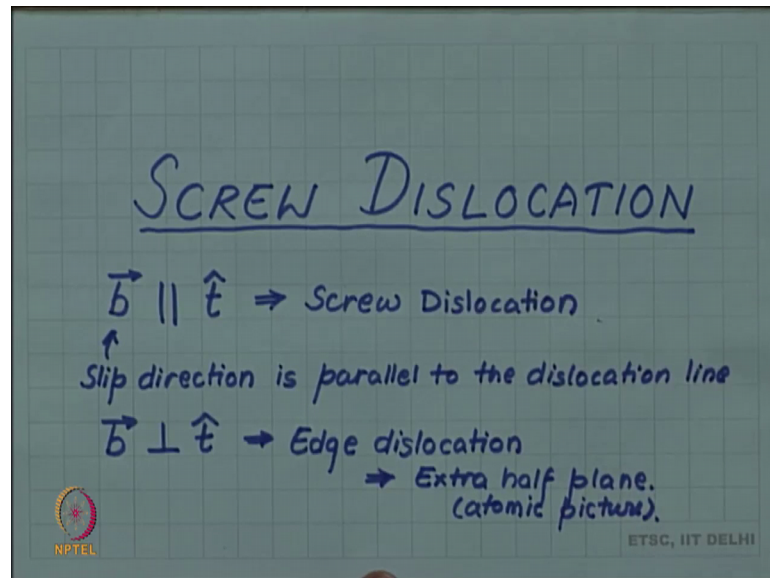 SCREW DISLOCATION
b⃗ || t̂ ⇒ Screw Dislocation
↑
Slip direction is parallel to the dislocation line
b⃗ ⊥ t̂ → Edge dislocation
⇒ Extra half plane.
(atomic picture).
NPTEL
ETSC, IIT DELHI